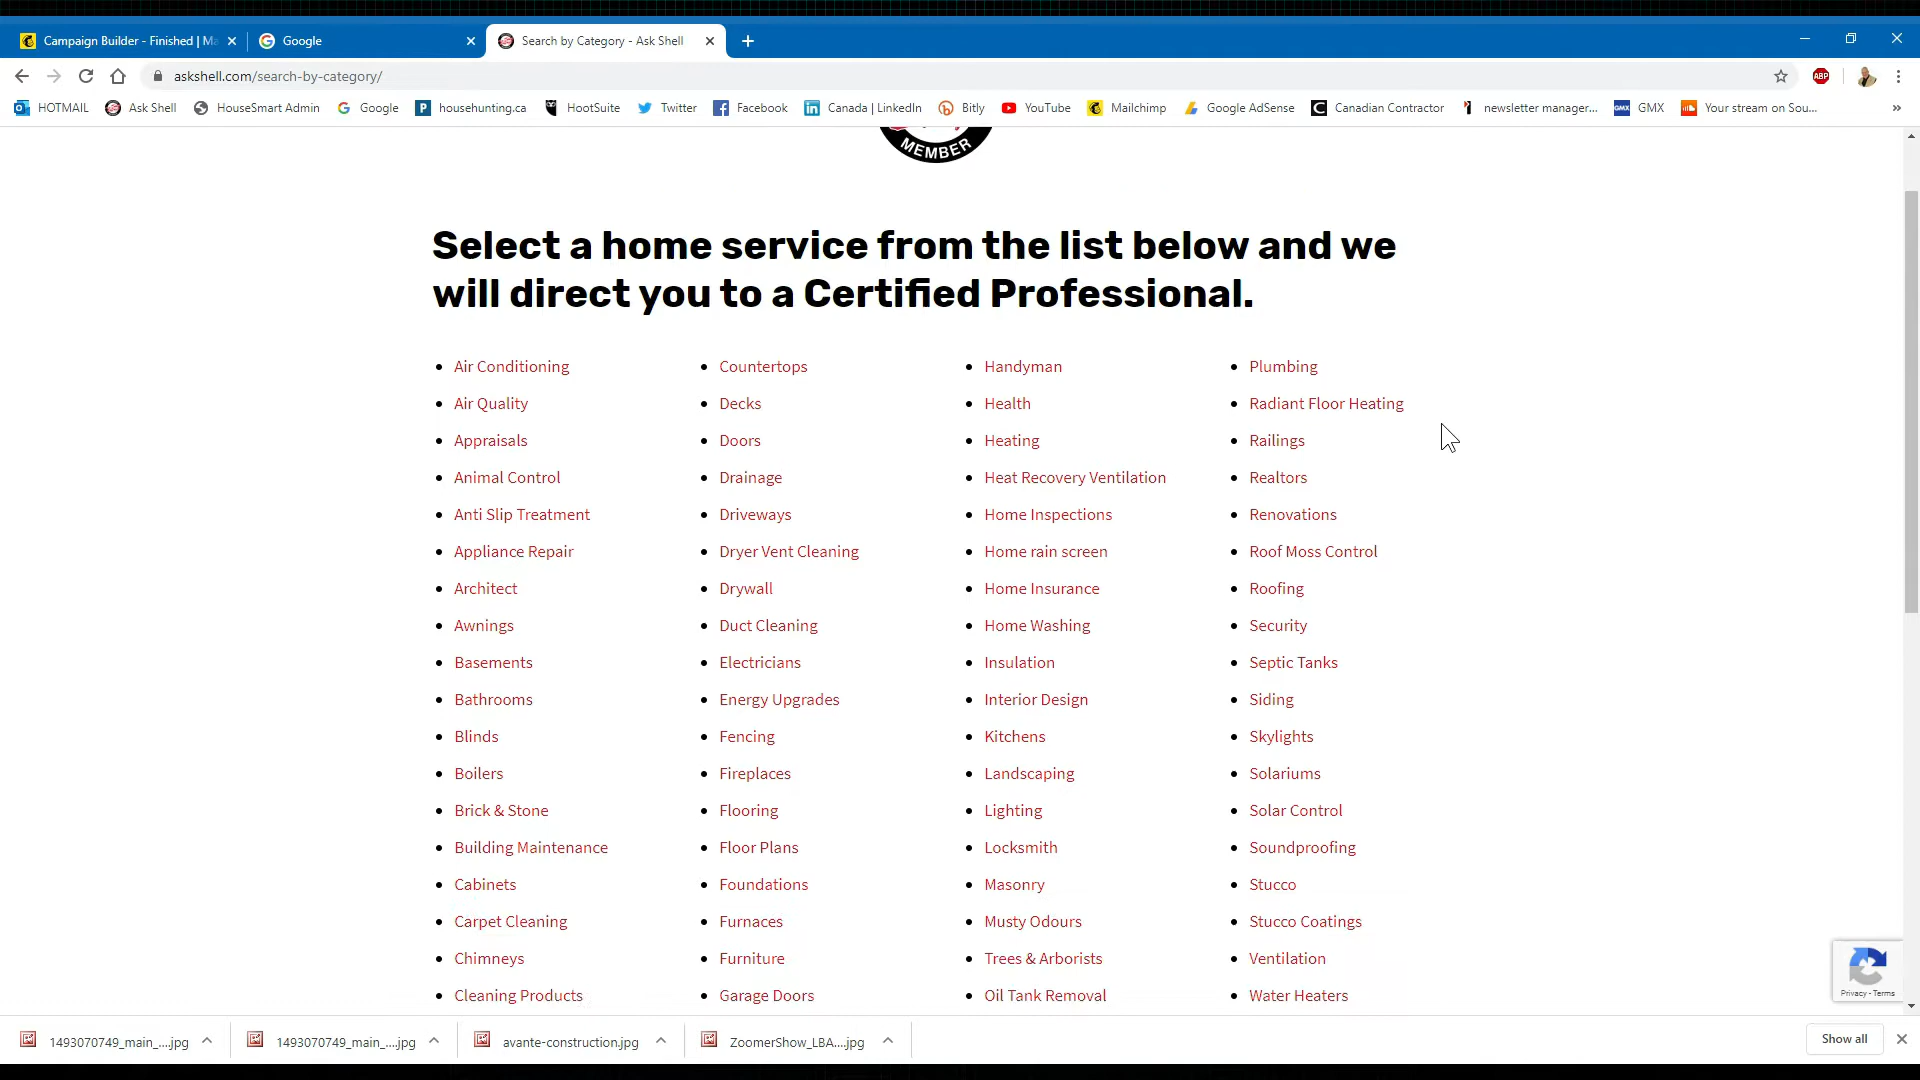 Campaign Builder - Finished | Ma
Google
Search by Category - Ask Shell
askshell.com/search-by-category/
ABP
HOTMAIL
Ask Shell
HouseSmart Admin
Google
househunting.ca
HootSuite
Twitter
Facebook
Canada | LinkedIn
Bitly
YouTube
Mailchimp
Google AdSense
Canadian Contractor
newsletter manager...
GMX
Your stream on Sou...
MEMBER
Select a home service from the list below and we
will direct you to a Certified Professional.
Air Conditioning
Air Quality
Appraisals
Animal Control
Anti Slip Treatment
Appliance Repair
Architect
Awnings
Basements
Bathrooms
Blinds
Boilers
Brick & Stone
Building Maintenance
Cabinets
Carpet Cleaning
Chimneys
Cleaning Products
Countertops
Decks
Doors
Drainage
Driveways
Dryer Vent Cleaning
Drywall
Duct Cleaning
Electricians
Energy Upgrades
Fencing
Fireplaces
Flooring
Floor Plans
Foundations
Furnaces
Furniture
Garage Doors
Handyman
Health
Heating
Heat Recovery Ventilation
Home Inspections
Home rain screen
Home Insurance
Home Washing
Insulation
Interior Design
Kitchens
Landscaping
Lighting
Locksmith
Masonry
Musty Odours
Trees & Arborists
Oil Tank Removal
Plumbing
Radiant Floor Heating
Railings
Realtors
Renovations
Roof Moss Control
Roofing
Security
Septic Tanks
Siding
Skylights
Solariums
Solar Control
Soundproofing
Stucco
Stucco Coatings
Ventilation
Water Heaters
Privacy - Terms
1493070749_main_....jpg
1493070749_main_....jpg
avante-construction.jpg
ZoomerShow_LBA....jpg
Show all